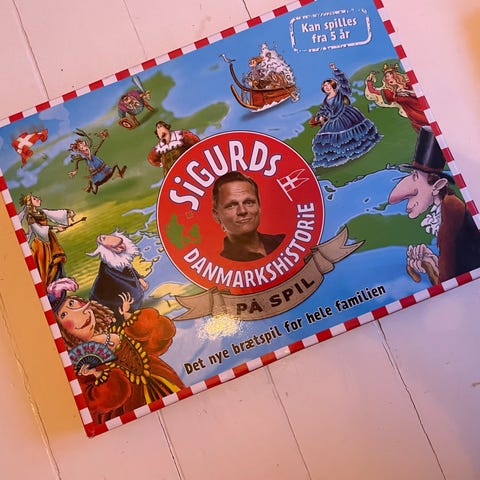 Kan spilles
fra 5 år
SiGURDS
DANMARKSHiSTORiE
PÅ SPIL
Det nye brætspil for hele familien